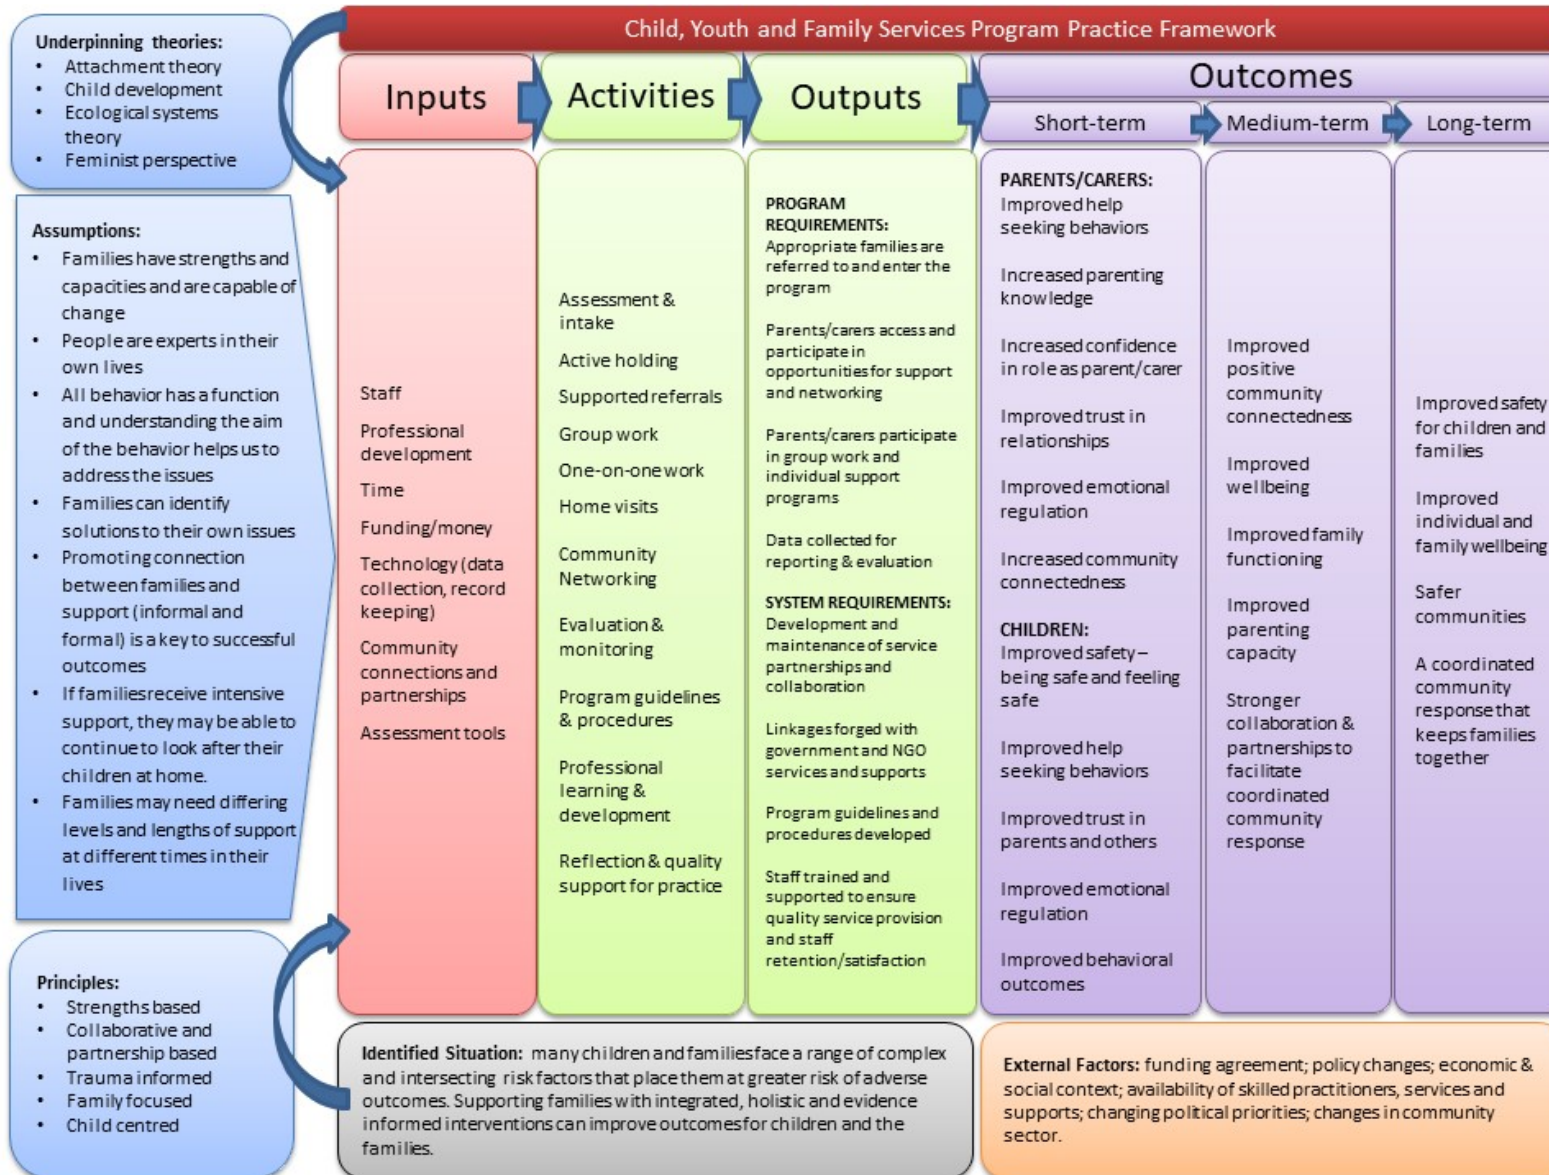 Child, Youth and Family Services Program Practice Framework
Underpinning theories:
• Attachment theory
• Child development
• Ecological systems
theory
• Feminist perspective
Assumptions:
• Families have strengths and
capacities and are capable of
change
• People are experts in their
own lives
• All behavior has a function
and understanding the aim
of the behavior helps us to
address the issues
• Families can identify
solutions to their own issues
• Promoting connection
between families and
support (informal and
formal) is a key to successful
outcomes
• If families receive intensive
support, they may be able to
continue to look after their
children at home.
• Families may need differing
levels and lengths of support
at different times in their
lives
Principles:
• Strengths based
• Collaborative and
partnership based
• Trauma informed
• Family focused
• Child centred
Inputs
Staff
Professional
development
Time
Funding/money
Technology (data
collection, record
keeping)
Community
connections and
partnerships
Assessment tools
Activities
Assessment &
intake
Active holding
Supported referrals
Group work
One-on-one work
Home visits
Community
Networking
Evaluation &
monitoring
Program guidelines
& procedures
Professional
learning &
development
Reflection & quality
support for practice
Outputs
PROGRAM
REQUIREMENTS:
Appropriate families are
referred to and enter the
program
Parents/carers access and
participate in
opportunities for support
and networking
Parents/carers participate
in group work and
individual support
programs
Data collected for
reporting & evaluation
SYSTEM REQUIREMENTS:
Development and
maintenance of service
partnerships and
collaboration
Linkages forged with
government and NGO
services and supports
Program guidelines and
procedures developed
Staff trained and
supported to ensure
quality service provision
and staff
retention/satisfaction
Outcomes
Short-term
PARENTS/CARERS:
Improved help
seeking behaviors
Increased parenting
knowledge
Increased confidence
in role as parent/carer
Improved trust in
relationships
Improved emotional
regulation
Increased community
connectedness
CHILDREN:
Improved safety –
being safe and feeling
safe
Improved help
seeking behaviors
Improved trust in
parents and others
Improved emotional
regulation
Improved behavioral
outcomes
Medium-term
Improved
positive
community
connectedness
Improved
wellbeing
Improved family
functioning
Improved
parenting
capacity
Stronger
collaboration &
partnerships to
facilitate
coordinated
community
response
Long-term
Improved safety
for children and
families
Improved
individual and
family wellbeing
Safer
communities
A coordinated
community
response that
keeps families
together
Identified Situation: many children and families face a range of complex
and intersecting risk factors that place them at greater risk of adverse
outcomes. Supporting families with integrated, holistic and evidence
informed interventions can improve outcomes for children and the
families.
External Factors: funding agreement; policy changes; economic &
social context; availability of skilled practitioners, services and
supports; changing political priorities; changes in community
sector.